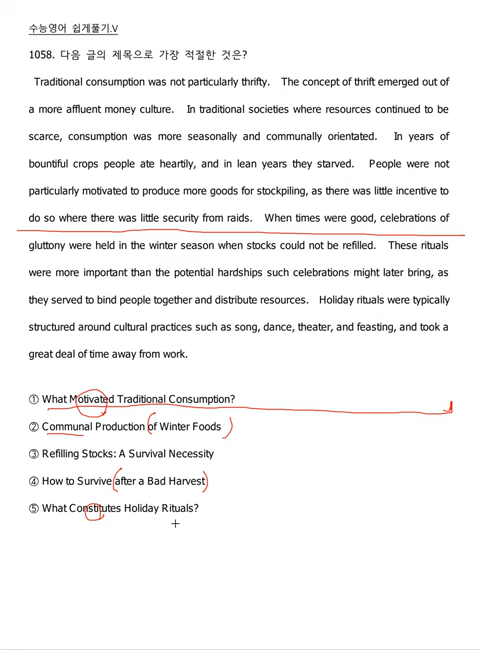 수능영어 쉽게풀기.V
1058. 다음 글의 제목으로 가장 적절한 것은?
Traditional consumption was not particularly thrifty. The concept of thrift emerged out of
a more affluent money culture. In traditional societies where resources continued to be
scarce, consumption was more seasonally and communally orientated. In years of
bountiful crops people ate heartily, and in lean years they starved. People were not
particularly motivated to produce more goods for stockpiling, as there was little incentive to
do so where there was little security from raids. When times were good, celebrations of
gluttony were held in the winter season when stocks could not be refilled. These rituals
were more important than the potential hardships such celebrations might later bring, as
they served to bind people together and distribute resources. Holiday rituals were typically
structured around cultural practices such as song, dance, theater, and feasting, and took a
great deal of time away from work.
① What Motivated Traditional Consumption?
② Communal Production of Winter Foods
③ Refilling Stocks: A Survival Necessity
④ How to Survive after a Bad Harvest
⑤ What Constitutes Holiday Rituals?